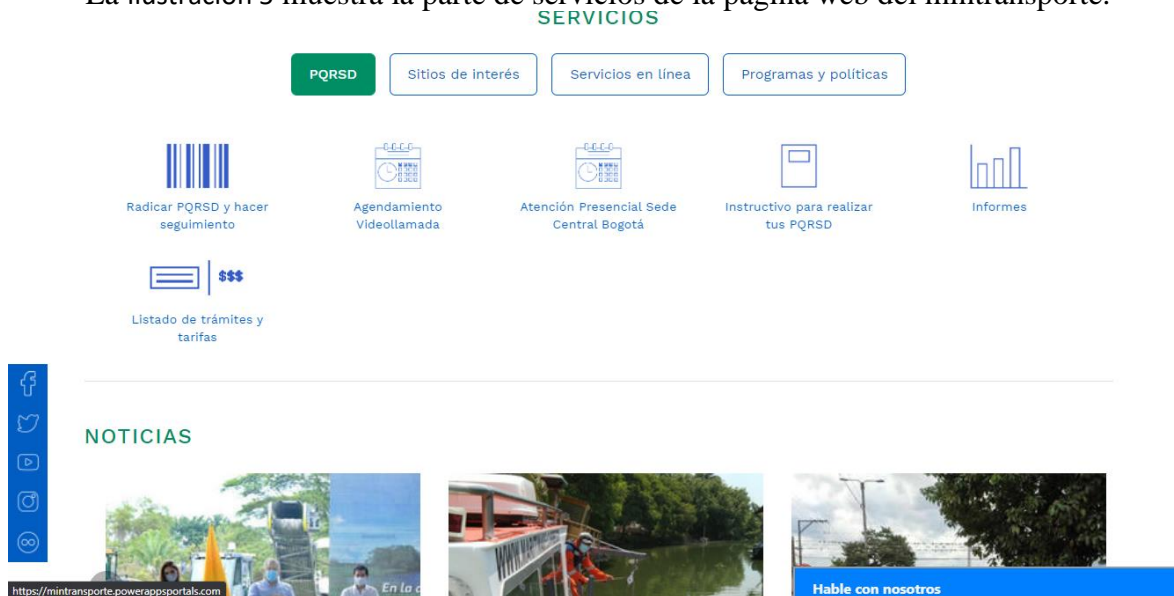 La Ilustración 3 muestra la parte de servicios de la página web del mintransporte.
SERVICIOS
PQRSD
Sitios de interés
Servicios en línea
Programas y políticas
Radicar PQRSD y hacer
seguimiento
Agendamiento
Videollamada
Atención Presencial Sede
Central Bogotá
Instructivo para realizar
tus PQRSD
Informes
$$$
Listado de trámites y
tarifas
NOTICIAS
En la
https://mintransporte.powerappsportals.com
Hable con nosotros